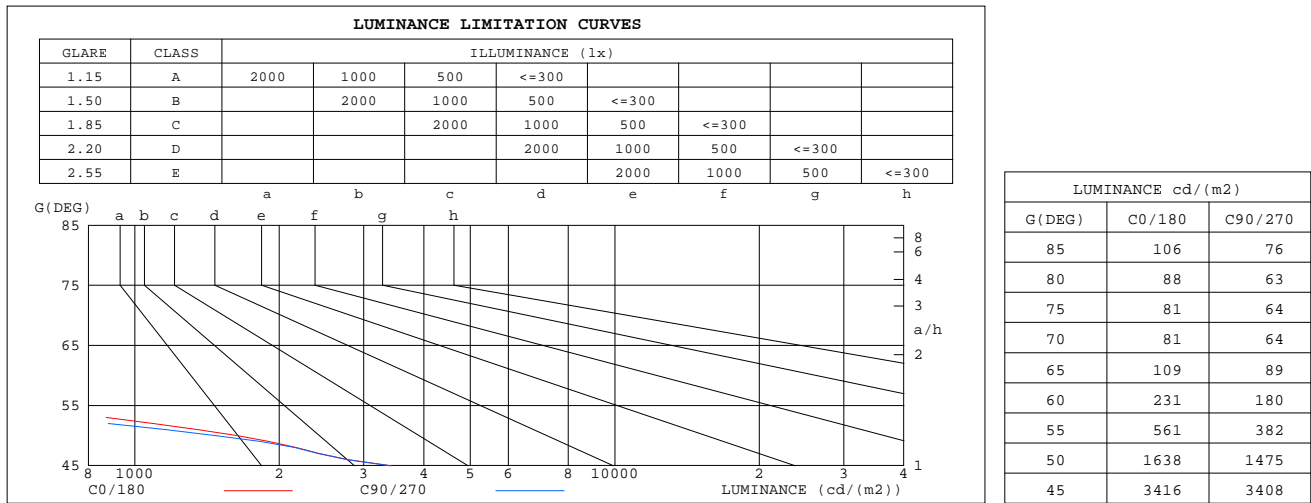 LUMINANCE LIMITATION CURVES
GLARE CLASS ILLUMINANCE (lx)
1.15 A 2000 1000 500 <=300
1.50 B 2000 1000 500 <=300
1.85 C 2000 1000 500 <=300
2.20 D 2000 1000 500 <=300
2.55 E 2000 1000 500 <=300
a b c d e f g h
G(DEG)
a b c d e f g h
85
75
65
55
45
8
6
4
3
a/h
2
1
8 1000 2 3 4 5 6 8 10000 2 3 4
C0/180 C90/270 LUMINANCE (cd/(m2))
LUMINANCE cd/(m2)
G(DEG) C0/180 C90/270
85 106 76
80 88 63
75 81 64
70 81 64
65 109 89
60 231 180
55 561 382
50 1638 1475
45 3416 3408